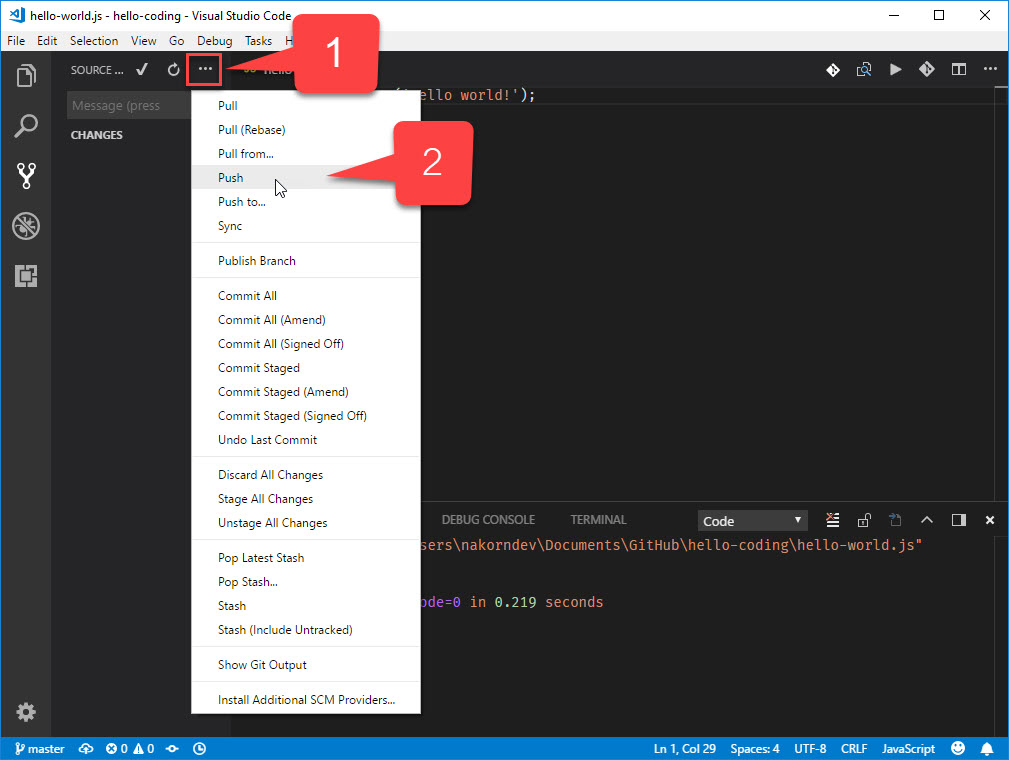 hello-world.js - hello-coding - Visual Studio Code
File Edit Selection View Go Debug Tasks H
1
SOURCE ... ...
Message (press
ello world!');
CHANGES
Pull
Pull (Rebase)
Pull from...
2
Push
Push to...
Sync
Publish Branch
Commit All
Commit All (Amend)
Commit All (Signed Off)
Commit Staged
Commit Staged (Amend)
Commit Staged (Signed Off)
Undo Last Commit
Discard All Changes
Stage All Changes
Unstage All Changes
Pop Latest Stash
Pop Stash...
Stash
Stash (Include Untracked)
Show Git Output
Install Additional SCM Providers...
DEBUG CONSOLE TERMINAL Code
sers\nakorndev\Documents\GitHub\hello-coding\hello-world.js"
ode=0 in 0.219 seconds
master 0 0 Ln 1, Col 29 Spaces: 4 UTF-8 CRLF JavaScript